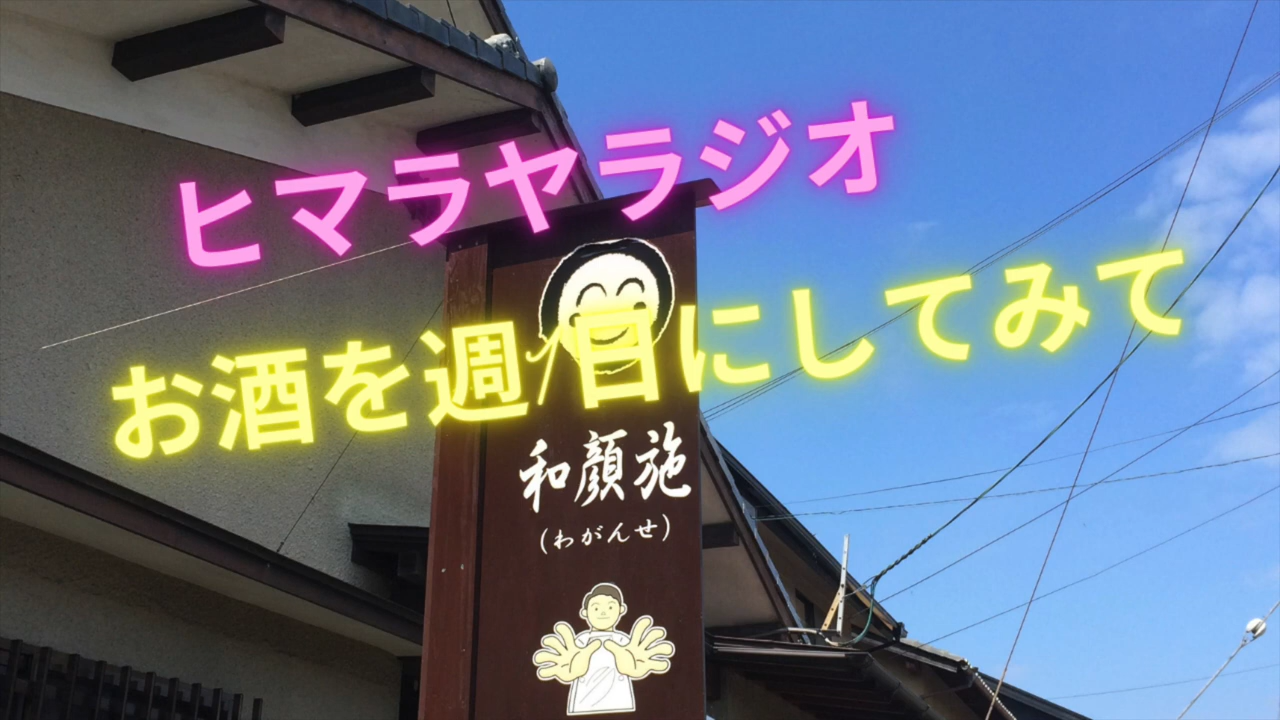 ヒマラヤラジオ
お酒を週1日にしてみて
和顔施
(わがんせ)